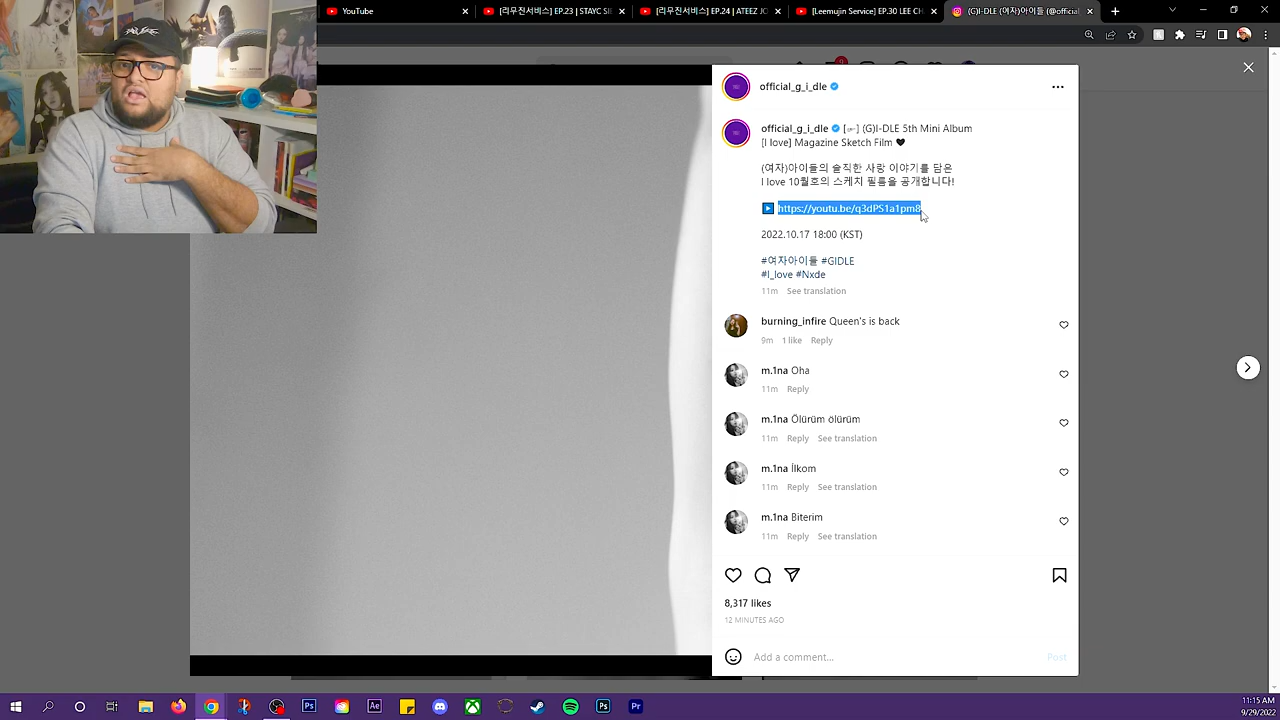 YouTube
[리무진서비스] EP.23 | STAYC SI
[리무진서비스] EP.24 | ATEEZ JC
[Leemujin Service] EP.30 LEE CH
(G)I-DLE (여자)아이들 (@official
official_g_i_dle
official_g_i_dle [☞] (G)I-DLE 5th Mini Album
[I love] Magazine Sketch Film 🖤
(여자)아이들의 솔직한 사랑 이야기를 담은
I love 10월호의 스케치 필름을 공개합니다!
▶ https://youtu.be/q3dPS1a1pm8
2022.10.17 18:00 (KST)
#여자아이들 #GIDLE
#I_love #Nxde
11m See translation
burning_infire Queen's is back
9m 1 like Reply
m.1na Oha
11m Reply
m.1na Ölürüm ölürüm
11m Reply See translation
m.1na İlkom
11m Reply See translation
m.1na Biterim
11m Reply See translation
8,317 likes
12 MINUTES AGO
Add a comment...
Post
11:15 AM
9/29/2022